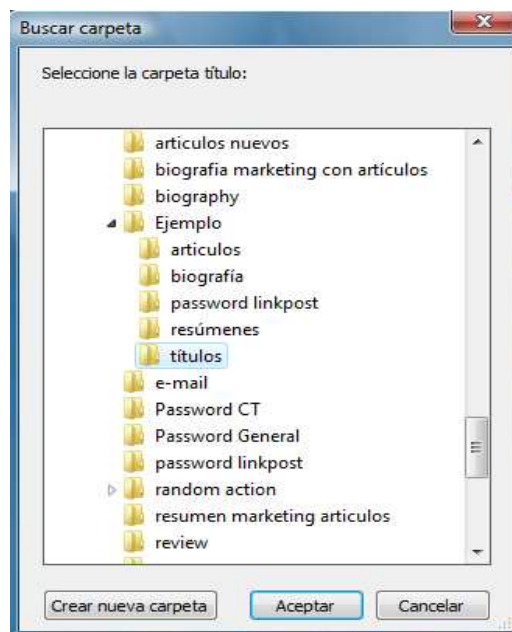 Buscar carpeta
Seleccione la carpeta título:
articulos nuevos
biografia marketing con artículos
biography
Ejemplo
articulos
biografía
password linkpost
resúmenes
títulos
e-mail
Password CT
Password General
password linkpost
random action
resumen marketing articulos
review
Crear nueva carpeta
Aceptar
Cancelar